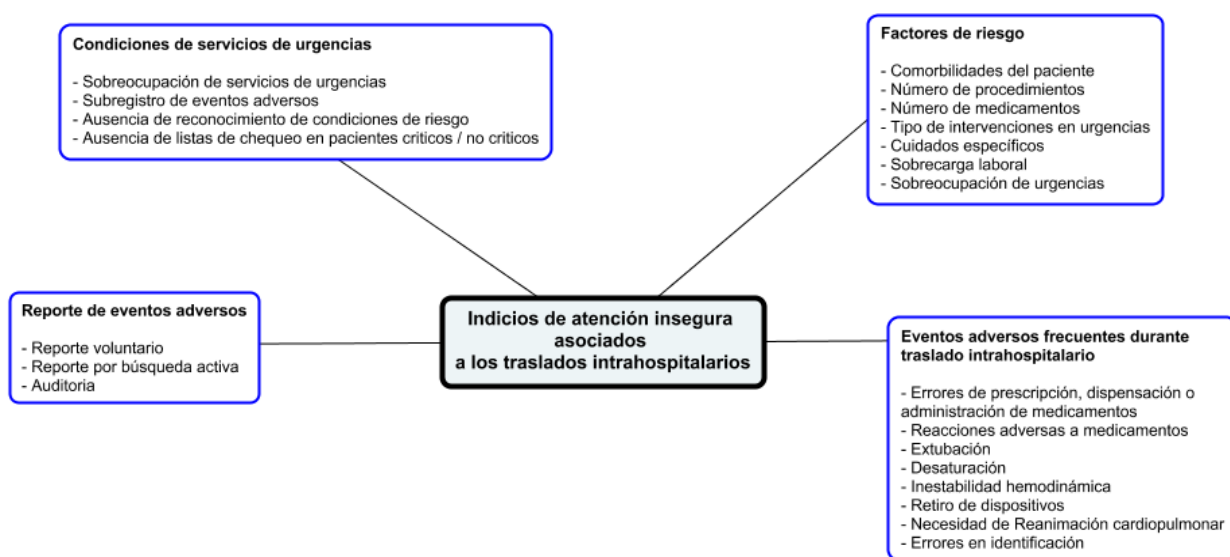 Condiciones de servicios de urgencias
- Sobreocupación de servicios de urgencias
- Subregistro de eventos adversos
- Ausencia de reconocimiento de condiciones de riesgo
- Ausencia de listas de chequeo en pacientes criticos / no criticos
Factores de riesgo
- Comorbilidades del paciente
- Número de procedimientos
- Número de medicamentos
- Tipo de intervenciones en urgencias
- Cuidados específicos
- Sobrecarga laboral
- Sobreocupación de urgencias
Reporte de eventos adversos
- Reporte voluntario
- Reporte por búsqueda activa
- Auditoria
Indicios de atención insegura
asociados
a los traslados intrahospitalarios
Eventos adversos frecuentes durante
traslado intrahospitalario
- Errores de prescripción, dispensación o
administración de medicamentos
- Reacciones adversas a medicamentos
- Extubación
- Desaturación
- Inestabilidad hemodinámica
- Retiro de dispositivos
- Necesidad de Reanimación cardiopulmonar
- Errores en identificación